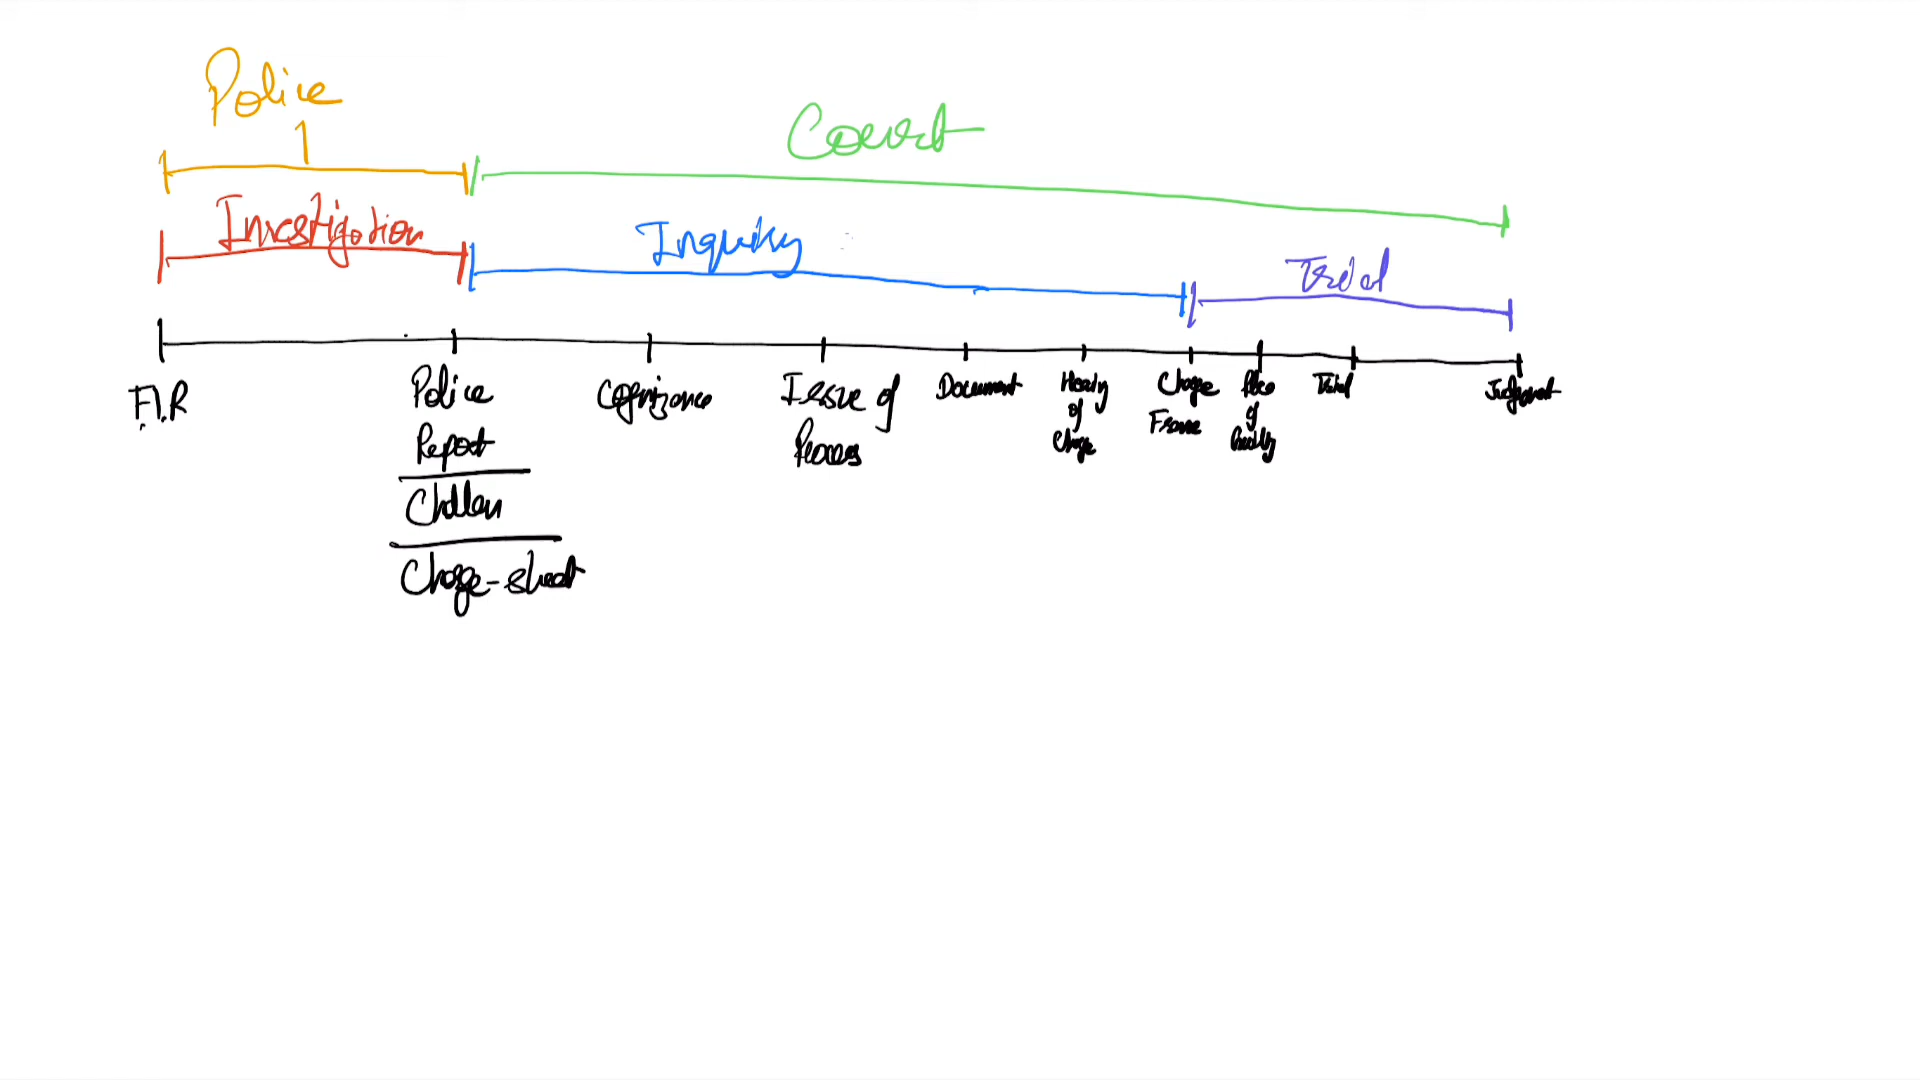 Police
Court
Investigation
Inquiry
Trial
F.I.R
Police
Report
Challan
Charge-sheet
Cognizance
Issue of
Process
Document
Hearing
of
Charge
Charge
Frame
Plea
of
Guilty
Trial
Judgement